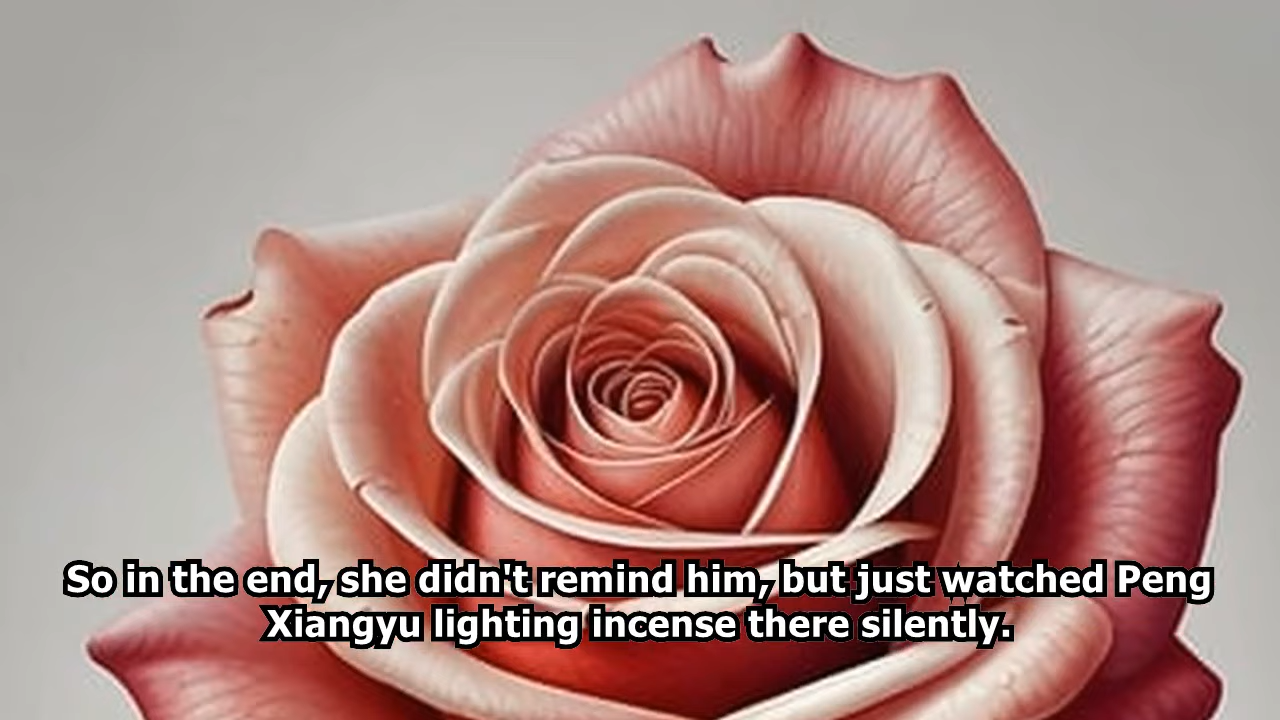 So in the end, she didn't remind him, but just watched Peng
Xiangyu lighting incense there silently.